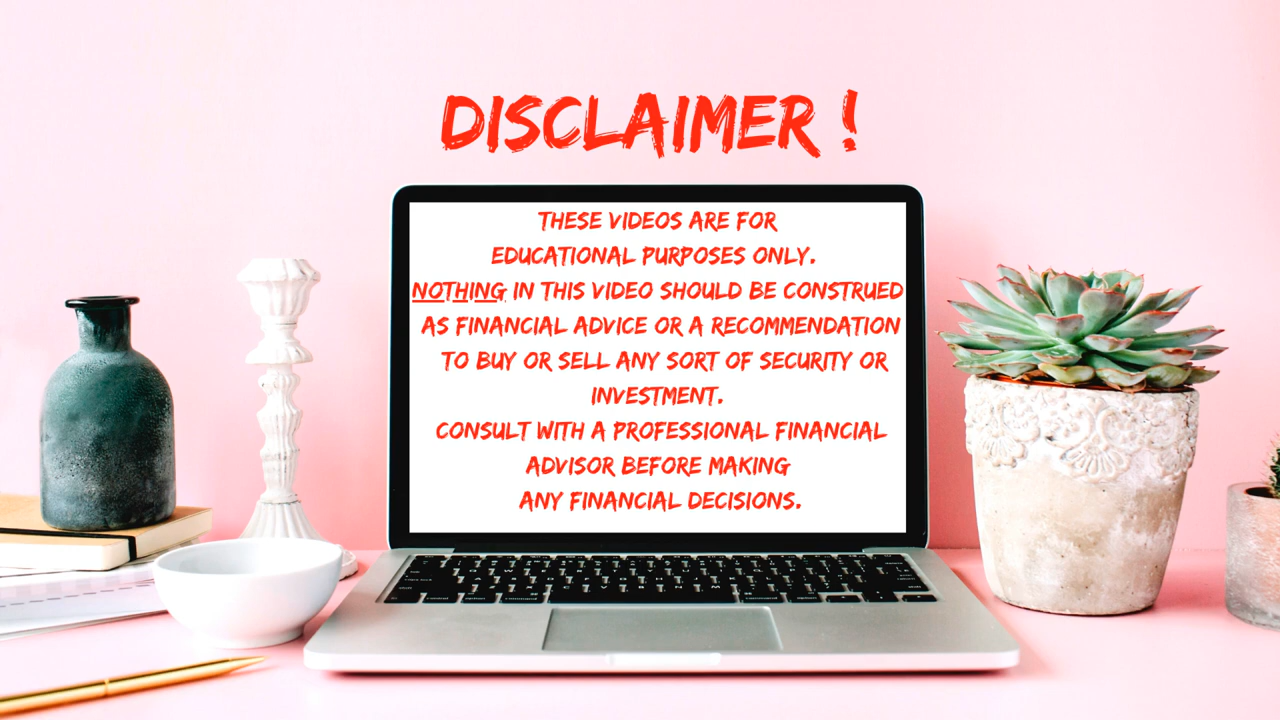 DISCLAIMER !
THESE VIDEOS ARE FOR
EDUCATIONAL PURPOSES ONLY.
NOTHING IN THIS VIDEO SHOULD BE CONSTRUED
AS FINANCIAL ADVICE OR A RECOMMENDATION
TO BUY OR SELL ANY SORT OF SECURITY OR
INVESTMENT.
CONSULT WITH A PROFESSIONAL FINANCIAL
ADVISOR BEFORE MAKING
ANY FINANCIAL DECISIONS.